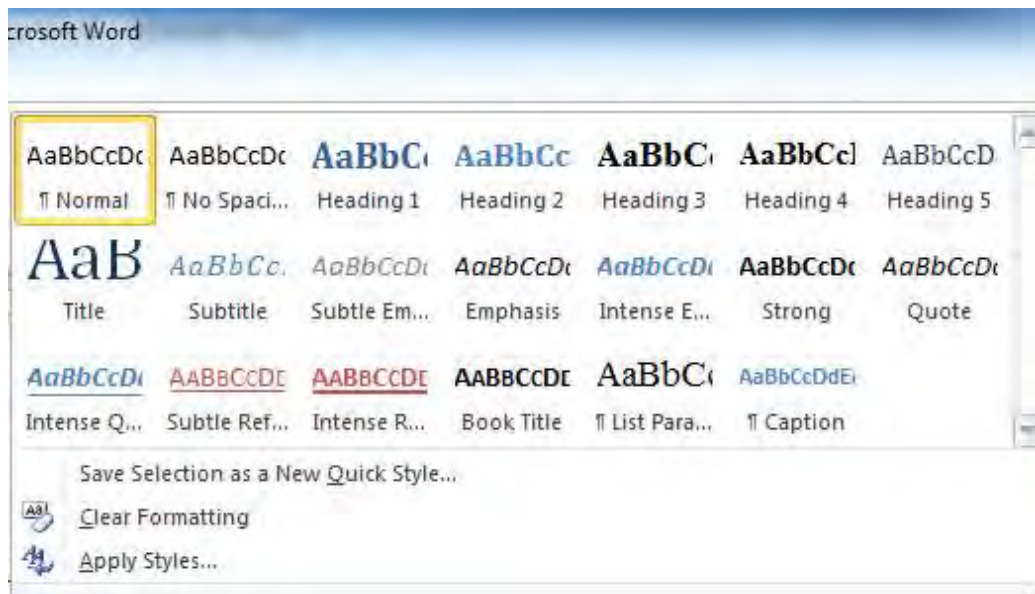 crosoft Word
AaBbCcDc AaBbCcDc AaBbC AaBbCc AaBbC AaBbCcl AaBbCcD
¶ Normal ¶ No Spaci... Heading 1 Heading 2 Heading 3 Heading 4 Heading 5
AaB AaBbCc. AaBbCcDc AaBbCcDc AaBbCcDc AaBbCcDc AaBbCcDc
Title Subtitle Subtle Em... Emphasis Intense E... Strong Quote
AaBbCcDc AABBCCDE AABBCCDE AABBCCDE AaBbCc AaBbCcDdEe
Intense Q... Subtle Ref... Intense R... Book Title ¶ List Para... ¶ Caption
Save Selection as a New Quick Style...
Clear Formatting
Apply Styles...